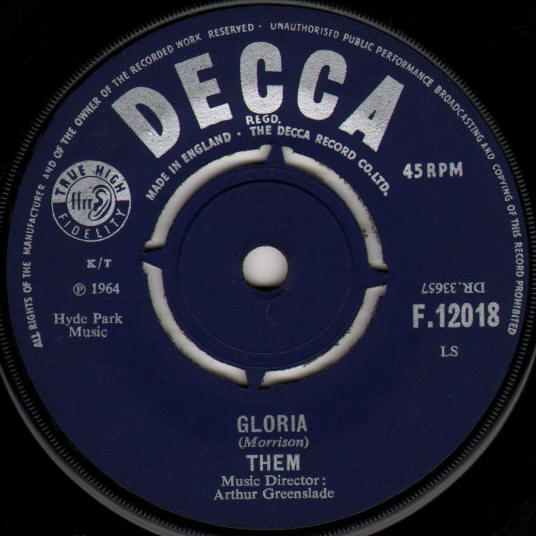 ALL RIGHTS OF THE MANUFACTURER AND OF THE OWNER OF THE RECORDED WORK RESERVED · UNAUTHORISED PUBLIC PERFORMANCE BROADCASTING AND COPYING OF THIS RECORD PROHIBITED
DECCA
REGD.
MADE IN ENGLAND · THE DECCA RECORD CO. LTD.
45 RPM
TRUE HIGH
ffrr
FIDELITY
K/T
℗ 1964
DR.33657
Hyde Park
Music
F.12018
LS
GLORIA
(Morrison)
THEM
Music Director:
Arthur Greenslade